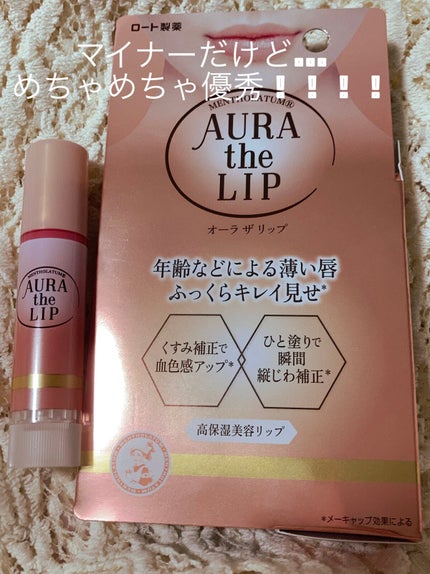 ロート製薬
マイナーだけど...
めちゃめちゃ優秀❗❗❗❗
MENTHOLATUM®
AURA
the
LIP
オーラ ザ リップ
年齢などによる薄い唇
ふっくらキレイ見せ*
くすみ補正で
血色感アップ*
ひと塗りで
瞬間
縦じわ補正*
高保湿美容リップ
*メーキャップ効果による
MENTHOLATUM®
AURA
the
LIP